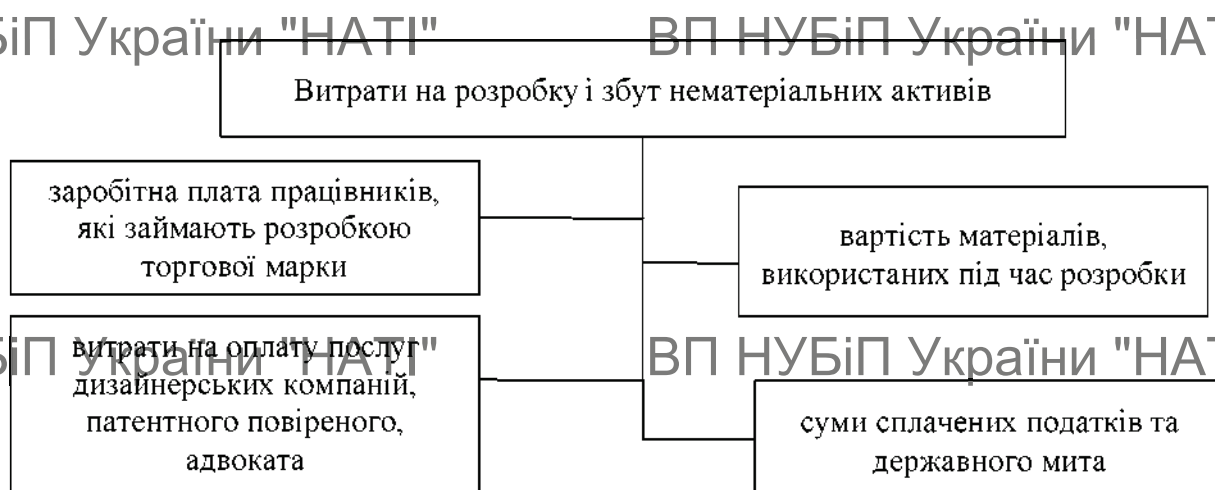 БіП України "НАТІ" ВП НУБіП України "НАТ
Витрати на розробку і збут нематеріальних активів
заробітна плата працівників,
які займають розробкою
торгової марки
вартість матеріалів,
використаних під час розробки
БіП України "НАТІ" ВП НУБіП України "НАТ
витрати на оплату послуг
дизайнерських компаній,
патентного повіреного,
адвоката
суми сплачених податків та
державного мита